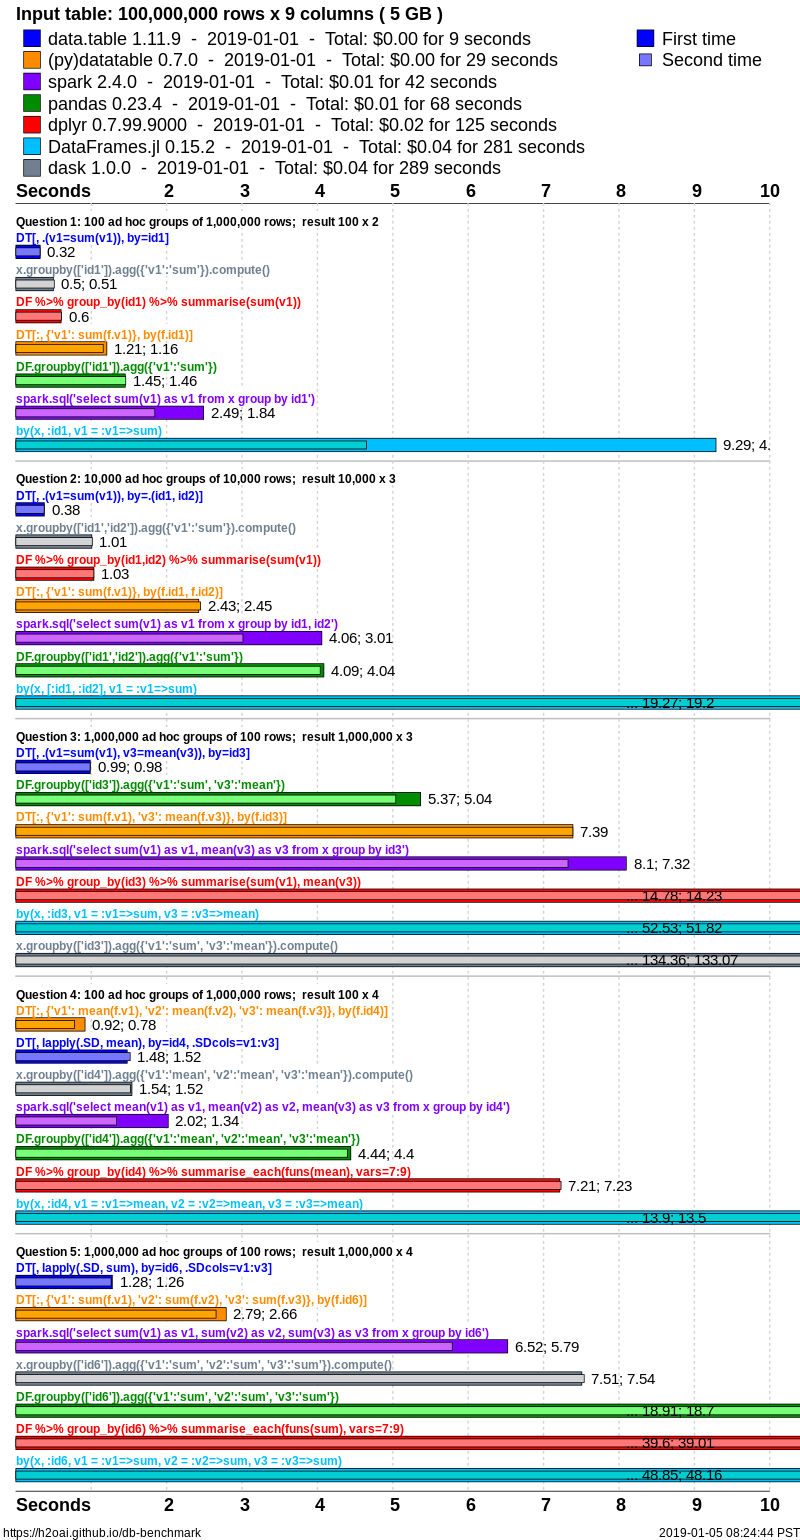 Input table: 100,000,000 rows x 9 columns ( 5 GB )
data.table 1.11.9  -  2019-01-01  -  Total: $0.00 for 9 seconds
First time
(py)datatable 0.7.0  -  2019-01-01  -  Total: $0.00 for 29 seconds
Second time
spark 2.4.0  -  2019-01-01  -  Total: $0.01 for 42 seconds
pandas 0.23.4  -  2019-01-01  -  Total: $0.01 for 68 seconds
dplyr 0.7.99.9000  -  2019-01-01  -  Total: $0.02 for 125 seconds
DataFrames.jl 0.15.2  -  2019-01-01  -  Total: $0.04 for 281 seconds
dask 1.0.0  -  2019-01-01  -  Total: $0.04 for 289 seconds
Seconds 2 3 4 5 6 7 8 9 10
Question 1: 100 ad hoc groups of 1,000,000 rows;  result 100 x 2
DT[, .(v1=sum(v1)), by=id1]
0.32
x.groupby(['id1']).agg({'v1':'sum'}).compute()
0.5; 0.51
DF %>% group_by(id1) %>% summarise(sum(v1))
0.6
DT[:, {'v1': sum(f.v1)}, by(f.id1)]
1.21; 1.16
DF.groupby(['id1']).agg({'v1':'sum'})
1.45; 1.46
spark.sql('select sum(v1) as v1 from x group by id1')
2.49; 1.84
by(x, :id1, v1 = :v1=>sum)
9.29; 4.
Question 2: 10,000 ad hoc groups of 10,000 rows;  result 10,000 x 3
DT[, .(v1=sum(v1)), by=.(id1, id2)]
0.38
x.groupby(['id1','id2']).agg({'v1':'sum'}).compute()
1.01
DF %>% group_by(id1,id2) %>% summarise(sum(v1))
1.03
DT[:, {'v1': sum(f.v1)}, by(f.id1, f.id2)]
2.43; 2.45
spark.sql('select sum(v1) as v1 from x group by id1, id2')
4.06; 3.01
DF.groupby(['id1','id2']).agg({'v1':'sum'})
4.09; 4.04
by(x, [:id1, :id2], v1 = :v1=>sum)
... 19.27; 19.2
Question 3: 1,000,000 ad hoc groups of 100 rows;  result 1,000,000 x 3
DT[, .(v1=sum(v1), v3=mean(v3)), by=id3]
0.99; 0.98
DF.groupby(['id3']).agg({'v1':'sum', 'v3':'mean'})
5.37; 5.04
DT[:, {'v1': sum(f.v1), 'v3': mean(f.v3)}, by(f.id3)]
7.39
spark.sql('select sum(v1) as v1, mean(v3) as v3 from x group by id3')
8.1; 7.32
DF %>% group_by(id3) %>% summarise(sum(v1), mean(v3))
... 14.78; 14.23
by(x, :id3, v1 = :v1=>sum, v3 = :v3=>mean)
... 52.53; 51.82
x.groupby(['id3']).agg({'v1':'sum', 'v3':'mean'}).compute()
... 134.36; 133.07
Question 4: 100 ad hoc groups of 1,000,000 rows;  result 100 x 4
DT[:, {'v1': mean(f.v1), 'v2': mean(f.v2), 'v3': mean(f.v3)}, by(f.id4)]
0.92; 0.78
DT[, lapply(.SD, mean), by=id4, .SDcols=v1:v3]
1.48; 1.52
x.groupby(['id4']).agg({'v1':'mean', 'v2':'mean', 'v3':'mean'}).compute()
1.54; 1.52
spark.sql('select mean(v1) as v1, mean(v2) as v2, mean(v3) as v3 from x group by id4')
2.02; 1.34
DF.groupby(['id4']).agg({'v1':'mean', 'v2':'mean', 'v3':'mean'})
4.44; 4.4
DF %>% group_by(id4) %>% summarise_each(funs(mean), vars=7:9)
7.21; 7.23
by(x, :id4, v1 = :v1=>mean, v2 = :v2=>mean, v3 = :v3=>mean)
... 13.9; 13.5
Question 5: 1,000,000 ad hoc groups of 100 rows;  result 1,000,000 x 4
DT[, lapply(.SD, sum), by=id6, .SDcols=v1:v3]
1.28; 1.26
DT[:, {'v1': sum(f.v1), 'v2': sum(f.v2), 'v3': sum(f.v3)}, by(f.id6)]
2.79; 2.66
spark.sql('select sum(v1) as v1, sum(v2) as v2, sum(v3) as v3 from x group by id6')
6.52; 5.79
x.groupby(['id6']).agg({'v1':'sum', 'v2':'sum', 'v3':'sum'}).compute()
7.51; 7.54
DF.groupby(['id6']).agg({'v1':'sum', 'v2':'sum', 'v3':'sum'})
... 18.91; 18.7
DF %>% group_by(id6) %>% summarise_each(funs(sum), vars=7:9)
... 39.6; 39.01
by(x, :id6, v1 = :v1=>sum, v2 = :v2=>sum, v3 = :v3=>sum)
... 48.85; 48.16
Seconds 2 3 4 5 6 7 8 9 10
https://h2oai.github.io/db-benchmark
2019-01-05 08:24:44 PST